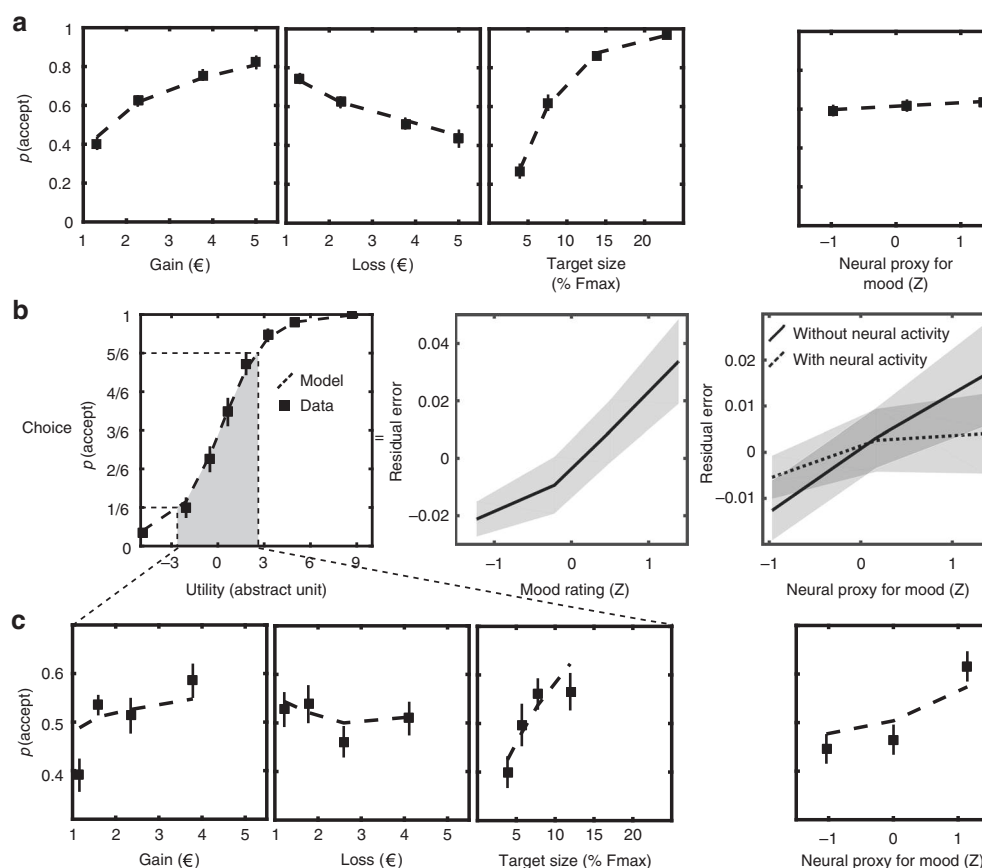 a
1
0.8
0.6
0.4
0.2
0
p (accept)
1 2 3 4 5
Gain (€)
1 2 3 4 5
Loss (€)
5 10 15 20
Target size
(% Fmax)
−1 0 1
Neural proxy for
mood (Z)
b
Choice
1
5/6
4/6
3/6
2/6
1/6
0
p (accept)
Model
Data
−3 0 3 6 9
Utility (abstract unit)
=
0.04
0.02
0
−0.02
Residual error
−1 0 1
Mood rating (Z)
Without neural activity
With neural activity
0.02
0.01
0
−0.01
Residual error
−1 0 1
Neural proxy for mood (Z)
c
0.6
0.5
0.4
p (accept)
1 2 3 4 5
Gain (€)
1 2 3 4 5
Loss (€)
5 10 15 20
Target size (% Fmax)
−1 0 1
Neural proxy for mood (Z)